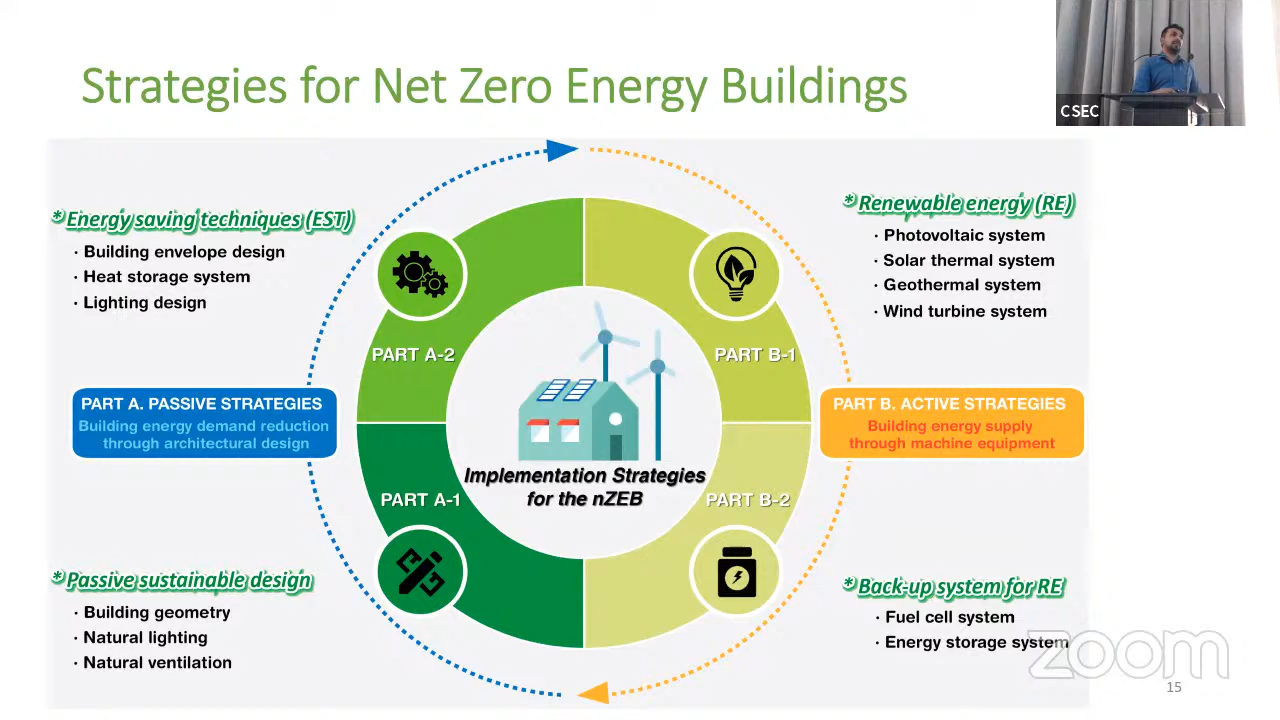 Strategies for Net Zero Energy Buildings
CSEC
* Energy saving techniques (EST)
· Building envelope design
· Heat storage system
· Lighting design
* Renewable energy (RE)
· Photovoltaic system
· Solar thermal system
· Geothermal system
· Wind turbine system
PART A-2
PART B-1
PART A. PASSIVE STRATEGIES
Building energy demand reduction
through architectural design
PART B. ACTIVE STRATEGIES
Building energy supply
through machine equipment
Implementation Strategies
for the nZEB
PART A-1
PART B-2
* Passive sustainable design
· Building geometry
· Natural lighting
· Natural ventilation
* Back-up system for RE
· Fuel cell system
· Energy storage system
zoom
15